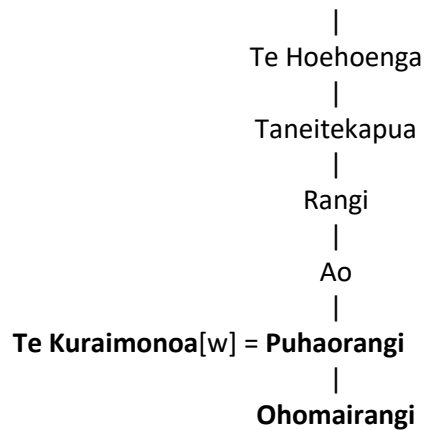 Te Hoehoenga
Taneitekapua
Rangi
Ao
Te Kuraimonoa[w] = Puhaorangi
Ohomairangi